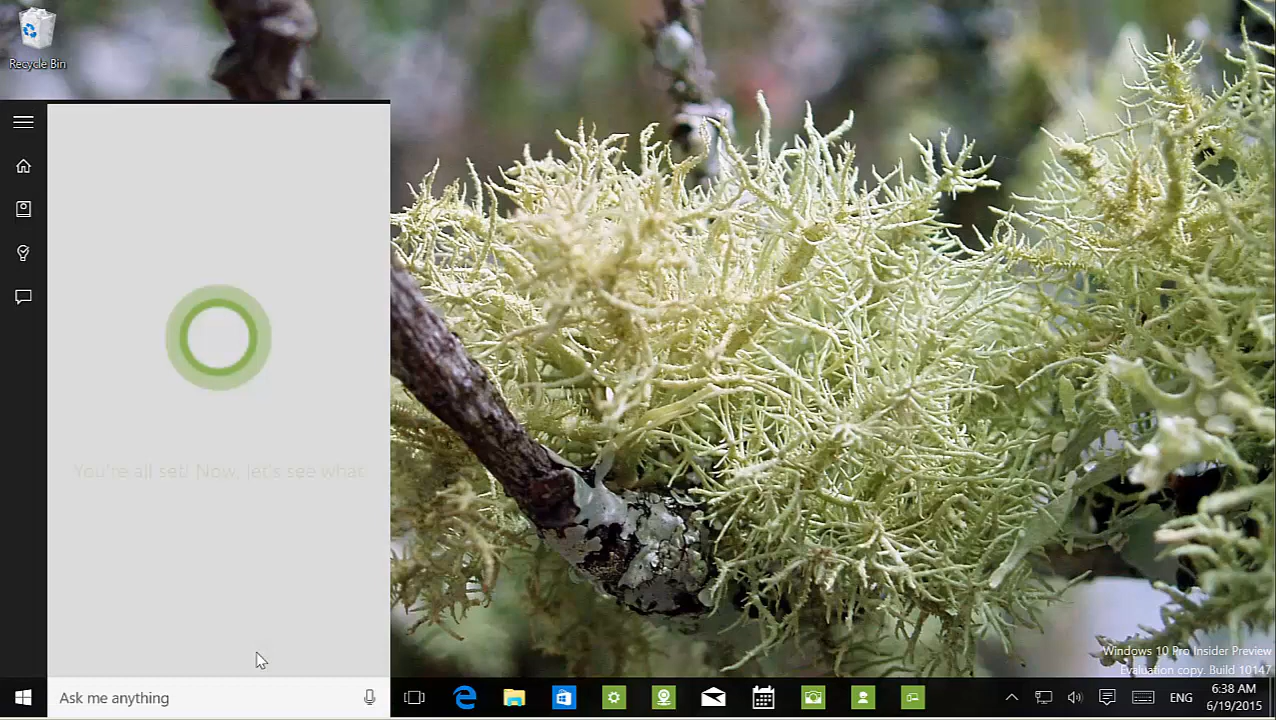 Recycle Bin
You're all set! Now, let's see what
Windows 10 Pro Insider Preview
Evaluation copy. Build 10147
Ask me anything
ENG
6:38 AM
6/19/2015